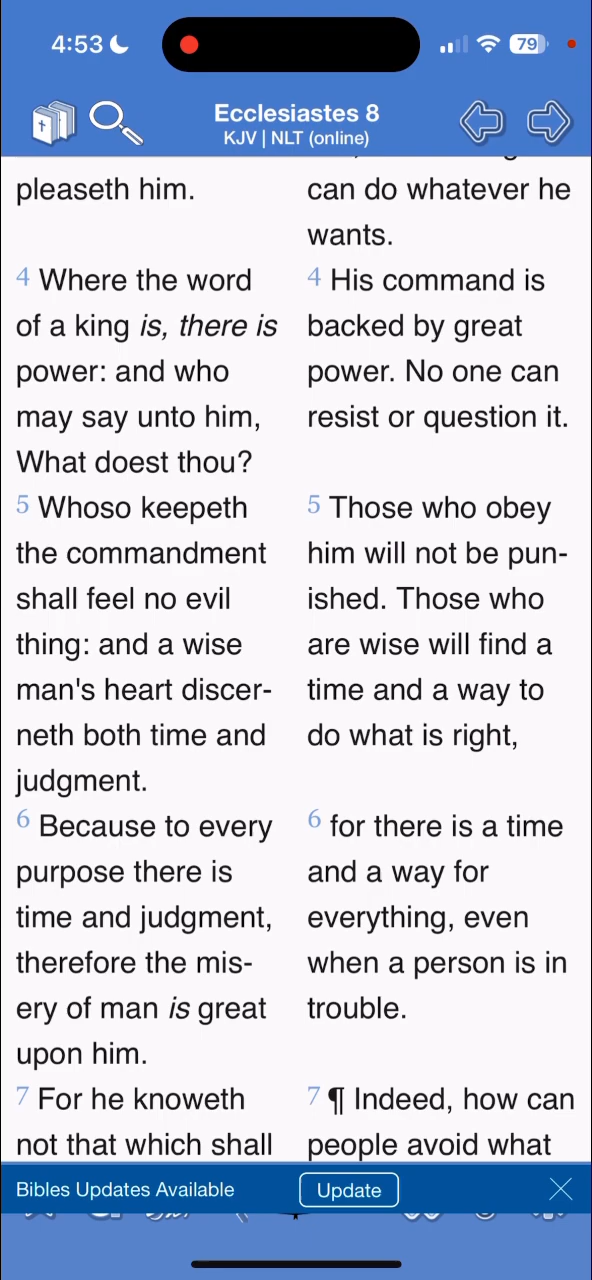 4:53
79
Ecclesiastes 8
KJV | NLT (online)
pleaseth him.
4 Where the word
of a king is, there is
power: and who
may say unto him,
What doest thou?
5 Whoso keepeth
the commandment
shall feel no evil
thing: and a wise
man's heart discer-
neth both time and
judgment.
6 Because to every
purpose there is
time and judgment,
therefore the mis-
ery of man is great
upon him.
7 For he knoweth
not that which shall
can do whatever he
wants.
4 His command is
backed by great
power. No one can
resist or question it.
5 Those who obey
him will not be pun-
ished. Those who
are wise will find a
time and a way to
do what is right,
6 for there is a time
and a way for
everything, even
when a person is in
trouble.
7 ¶ Indeed, how can
people avoid what
Bibles Updates Available
Update